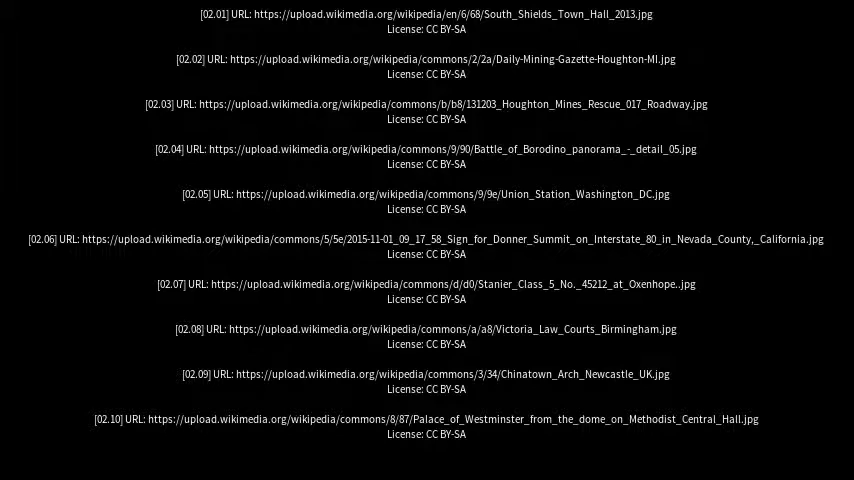 [02.01] URL: https://upload.wikimedia.org/wikipedia/en/6/68/South_Shields_Town_Hall_2013.jpg
License: CC BY-SA
[02.02] URL: https://upload.wikimedia.org/wikipedia/commons/2/2a/Daily-Mining-Gazette-Houghton-MI.jpg
License: CC BY-SA
[02.03] URL: https://upload.wikimedia.org/wikipedia/commons/b/b8/131203_Houghton_Mines_Rescue_017_Roadway.jpg
License: CC BY-SA
[02.04] URL: https://upload.wikimedia.org/wikipedia/commons/9/90/Battle_of_Borodino_panorama_-_detail_05.jpg
License: CC BY-SA
[02.05] URL: https://upload.wikimedia.org/wikipedia/commons/9/9e/Union_Station_Washington_DC.jpg
License: CC BY-SA
[02.06] URL: https://upload.wikimedia.org/wikipedia/commons/5/5e/2015-11-01_09_17_58_Sign_for_Donner_Summit_on_Interstate_80_in_Nevada_County,_California.jpg
License: CC BY-SA
[02.07] URL: https://upload.wikimedia.org/wikipedia/commons/d/d0/Stanier_Class_5_No._45212_at_Oxenhope..jpg
License: CC BY-SA
[02.08] URL: https://upload.wikimedia.org/wikipedia/commons/a/a8/Victoria_Law_Courts_Birmingham.jpg
License: CC BY-SA
[02.09] URL: https://upload.wikimedia.org/wikipedia/commons/3/34/Chinatown_Arch_Newcastle_UK.jpg
License: CC BY-SA
[02.10] URL: https://upload.wikimedia.org/wikipedia/commons/8/87/Palace_of_Westminster_from_the_dome_on_Methodist_Central_Hall.jpg
License: CC BY-SA